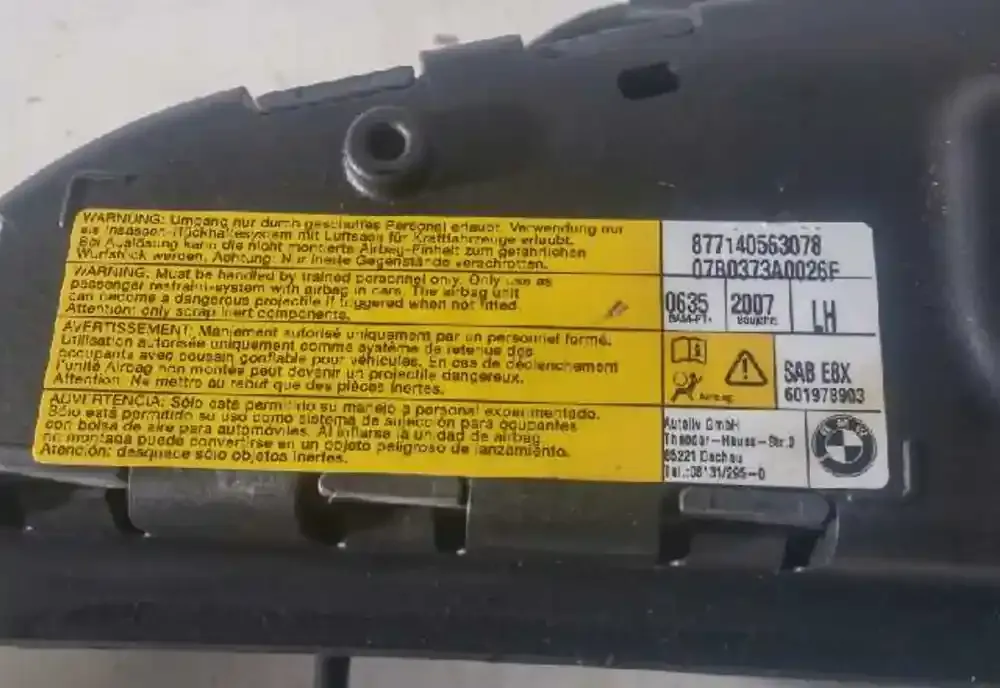 WARNUNG: Umgang nur durch geschultes Personal erlaubt. Verwendung nur
als Insassen-Rückhaltesystem mit Luftsack für Kraftfahrzeuge erlaubt.
Bei Auslösung kann die nicht montierte Airbag-Einheit zum gefährlichen
Wurfstück werden. Achtung: Nur inerte Gegenstände verschrotten.
WARNING: Must be handled by trained personnel only. Only use as
passenger restraint-system with airbag in cars. The airbag unit
can become a dangerous projectile if triggered when not fitted.
Attention: only scrap inert components.
AVERTISSEMENT: Maniement autorisé uniquement par un personnel formé.
Utilisation autorisée uniquement comme système de retenue des
occupants avec coussin gonflable pour véhicules. En cas de déclenchement
l'unité Airbag non montée peut devenir un projectile dangereux.
Attention: Ne mettre au rebut que des pièces inertes.
ADVERTENCIA: Sólo está permitido su manejo a personal experimentado.
Sólo está permitido su uso como sistema de sujeción para ocupantes
con bolsa de aire para automóviles. Al inflarse la unidad de airbag
no montada puede convertirse en un objeto peligroso de lanzamiento.
Atención: desguace sólo objetos inertes.
877140563078
07B0373A0026F
0635
2007
LH
BAM-PT1
Baujahr
Airbag
SAB E8X
601978903
Autoliv GmbH
Theodor-Heuss-Str.2
85221 Dachau
Tel.:08131/295-0
BMW